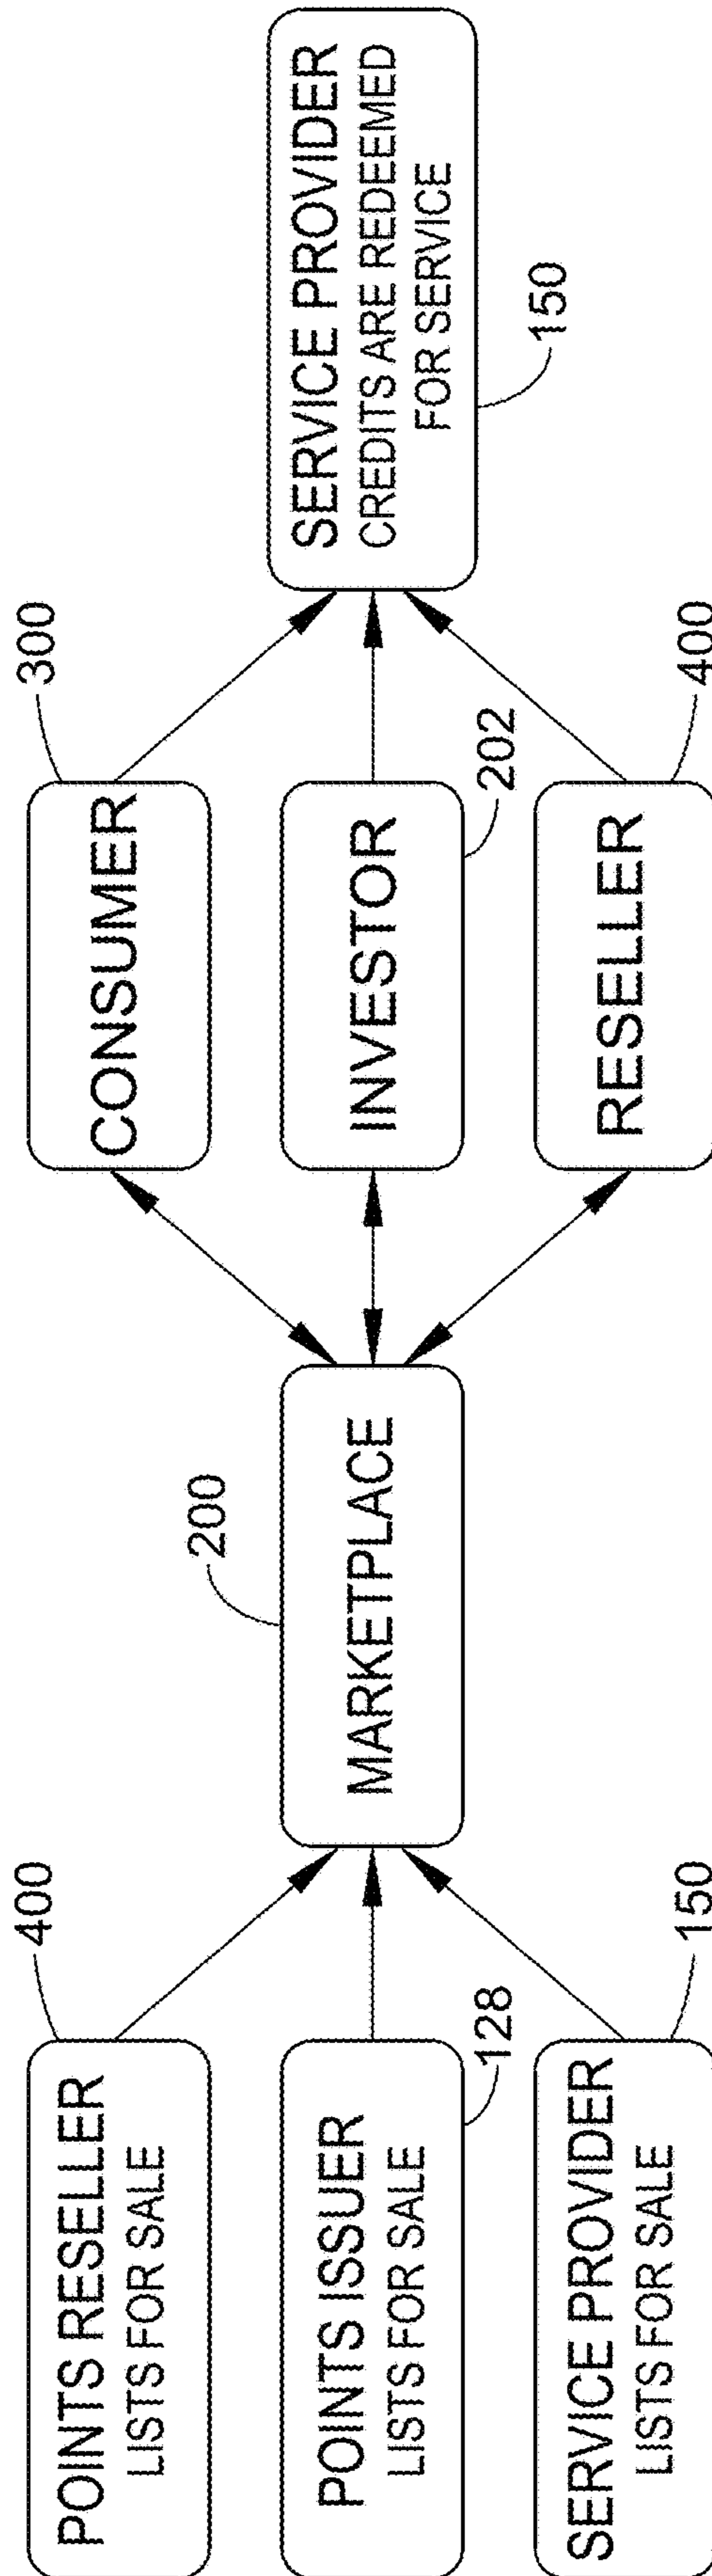 400
POINTS RESELLER
LISTS FOR SALE
128
POINTS ISSUER
LISTS FOR SALE
150
SERVICE PROVIDER
LISTS FOR SALE
200
MARKETPLACE
300
CONSUMER
202
INVESTOR
400
RESELLER
SERVICE PROVIDER
CREDITS ARE REDEEMED
FOR SERVICE
150